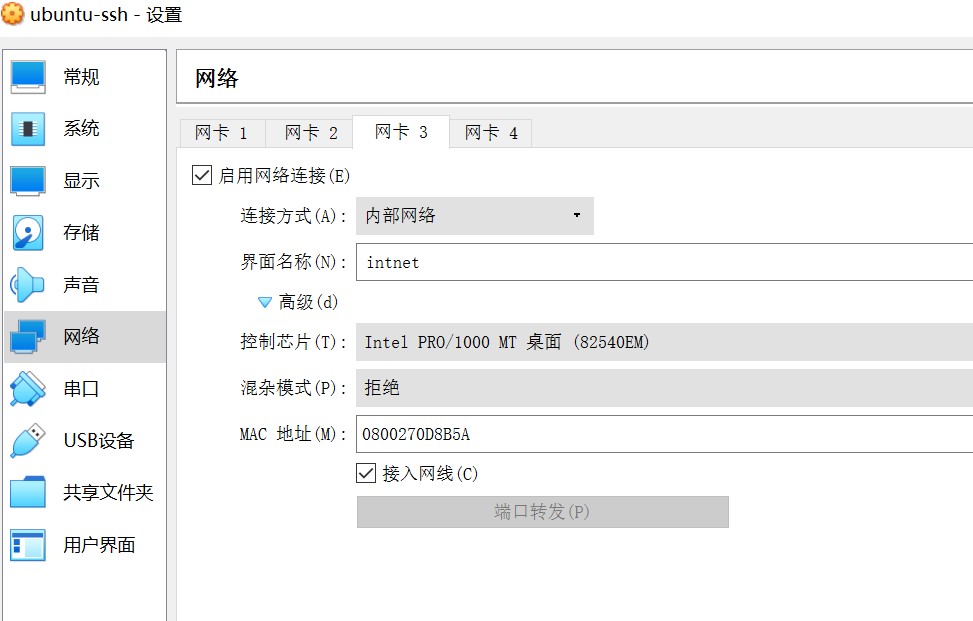 ubuntu-ssh - 设置
常规
系统
显示
存储
声音
网络
串口
USB设备
共享文件夹
用户界面
网络
网卡 1 网卡 2 网卡 3 网卡 4
启用网络连接(E)
连接方式(A): 内部网络
界面名称(N): intnet
高级(d)
控制芯片(T): Intel PRO/1000 MT 桌面 (82540EM)
混杂模式(P): 拒绝
MAC 地址(M): 0800270D8B5A
接入网线(C)
端口转发(P)